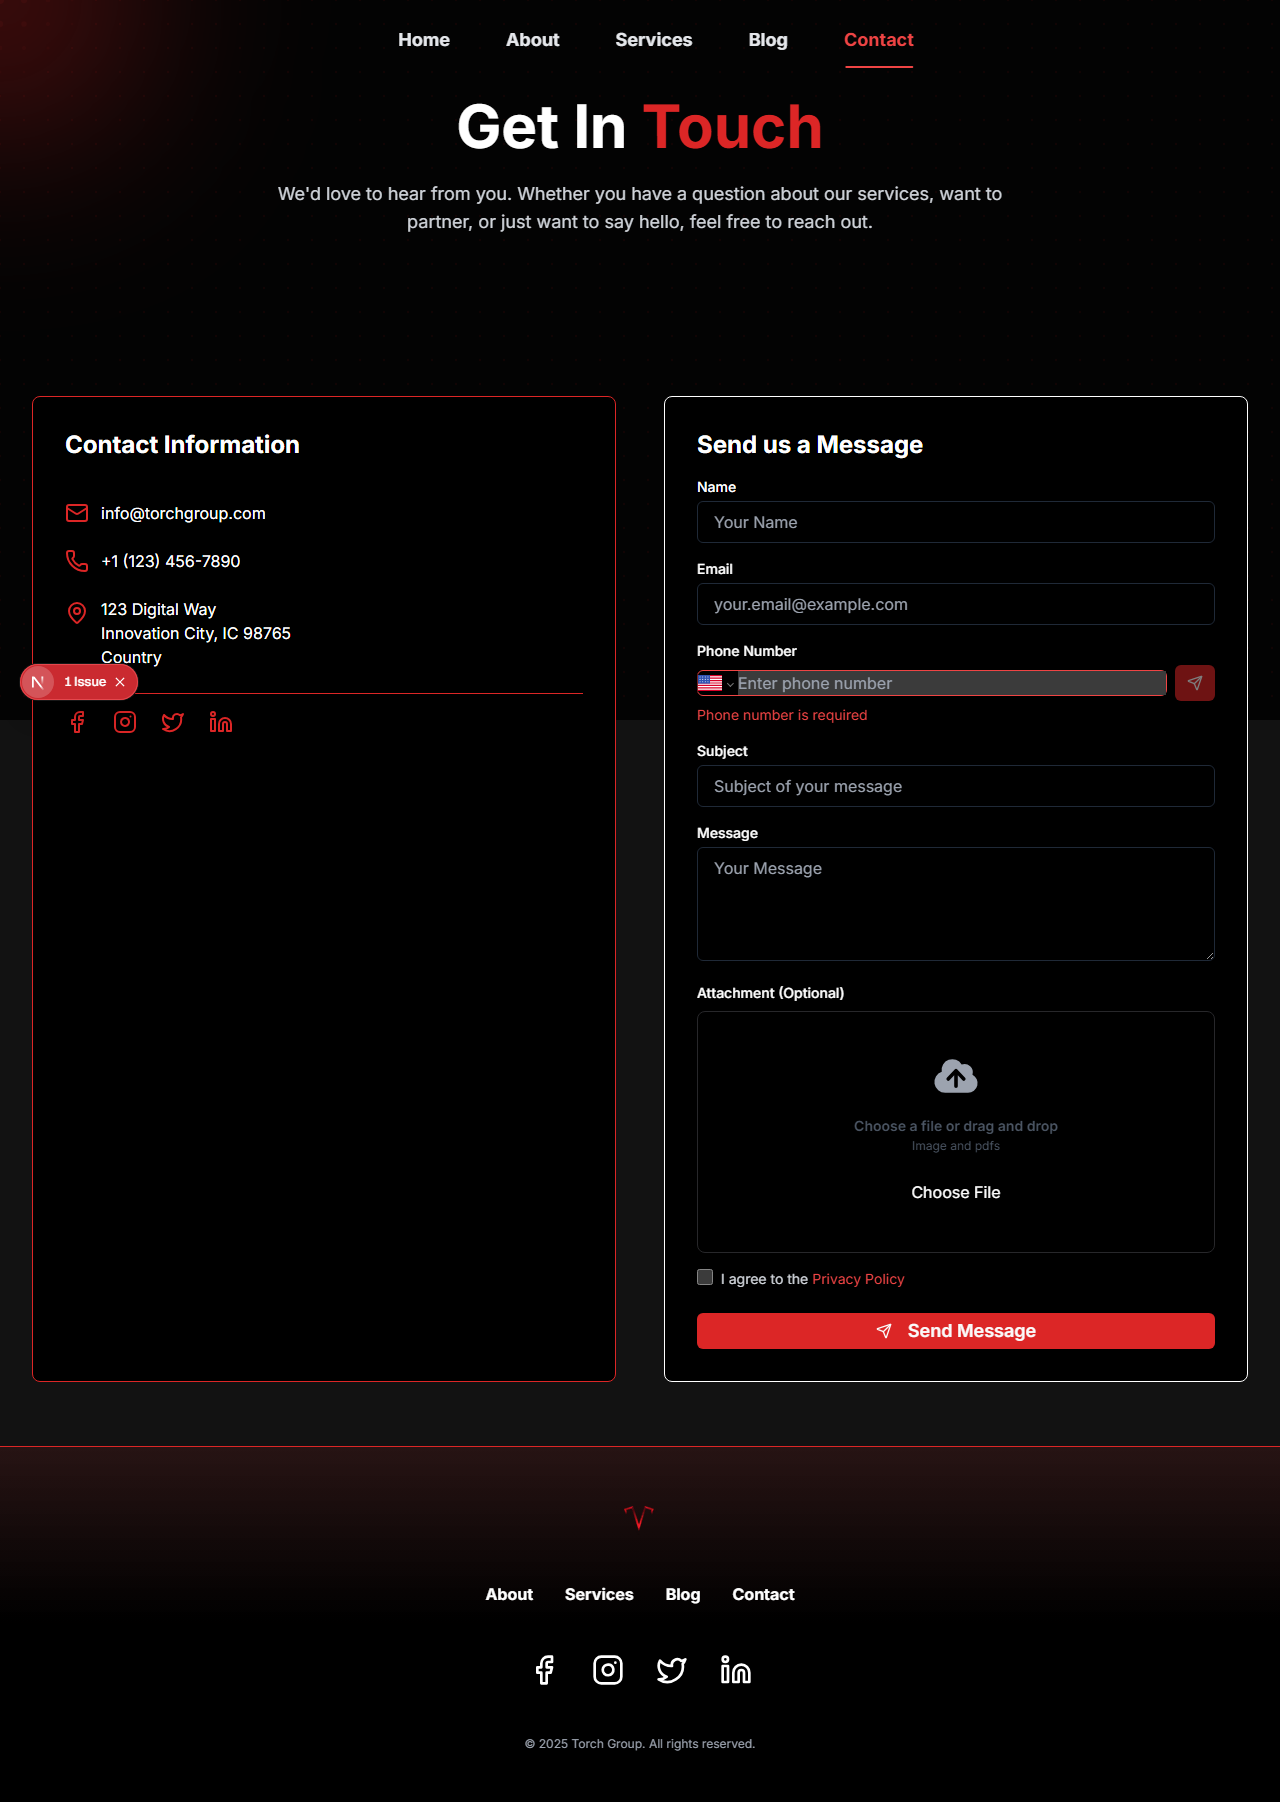 Home About Services Blog Contact
Get In Touch
We'd love to hear from you. Whether you have a question about our services, want to
partner, or just want to say hello, feel free to reach out.
Contact Information
info@torchgroup.com
+1 (123) 456-7890
123 Digital Way
Innovation City, IC 98765
Country
N 1 Issue
Send us a Message
Name
Your Name
Email
your.email@example.com
Phone Number
Enter phone number
Phone number is required
Subject
Subject of your message
Message
Your Message
Attachment (Optional)
Choose a file or drag and drop
Image and pdfs
Choose File
I agree to the Privacy Policy
Send Message
About Services Blog Contact
© 2025 Torch Group. All rights reserved.